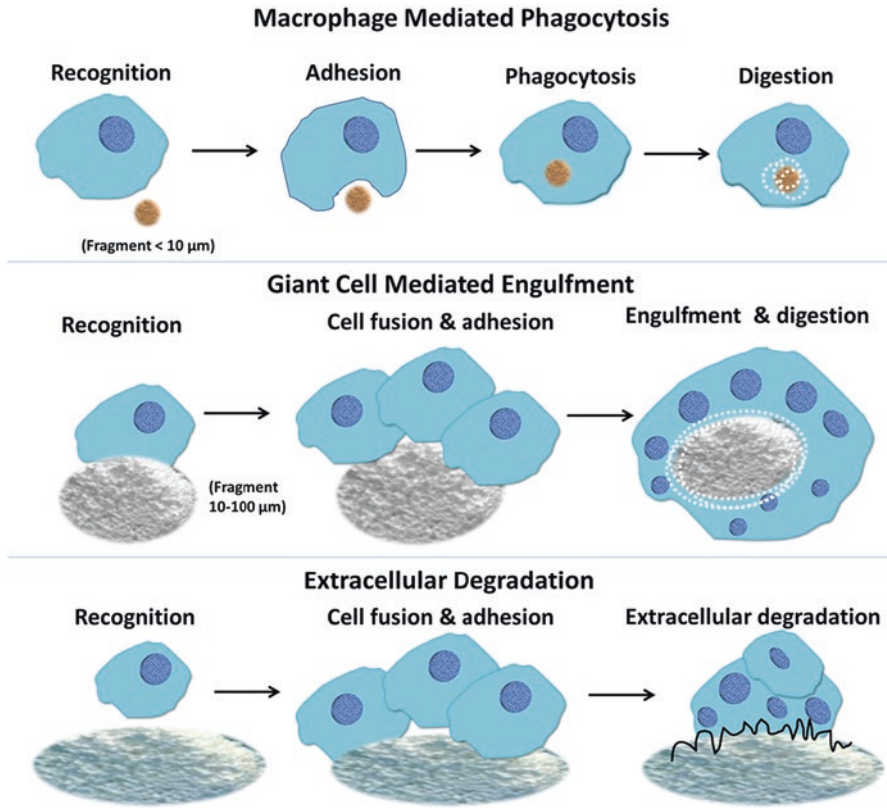 Macrophage Mediated Phagocytosis
Recognition
Adhesion
Phagocytosis
Digestion
(Fragment < 10 μm)
Giant Cell Mediated Engulfment
Recognition
Cell fusion & adhesion
Engulfment & digestion
(Fragment
10-100 μm)
Extracellular Degradation
Recognition
Cell fusion & adhesion
Extracellular degradation